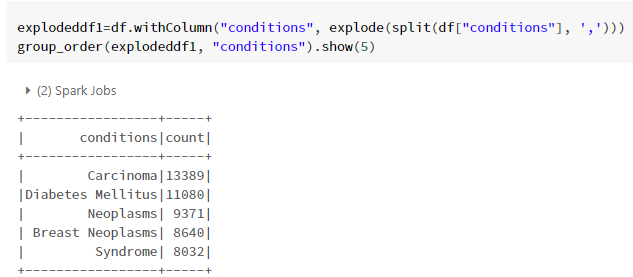 explodeddf1=df.withColumn("conditions", explode(split(df["conditions"], ',')))
group_order(explodeddf1, "conditions").show(5)
(2) Spark Jobs
+-----------------+-----+
|       conditions|count|
+-----------------+-----+
|        Carcinoma|13389|
|Diabetes Mellitus|11080|
|        Neoplasms| 9371|
| Breast Neoplasms| 8640|
|         Syndrome| 8032|
+-----------------+-----+